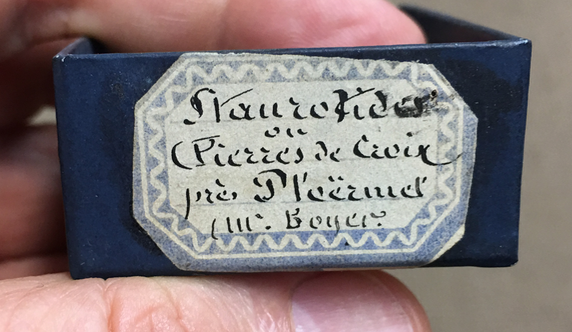 Staurotides
ou
(Pierres de Croix
près Ploërmel
(Mr. Boyer.